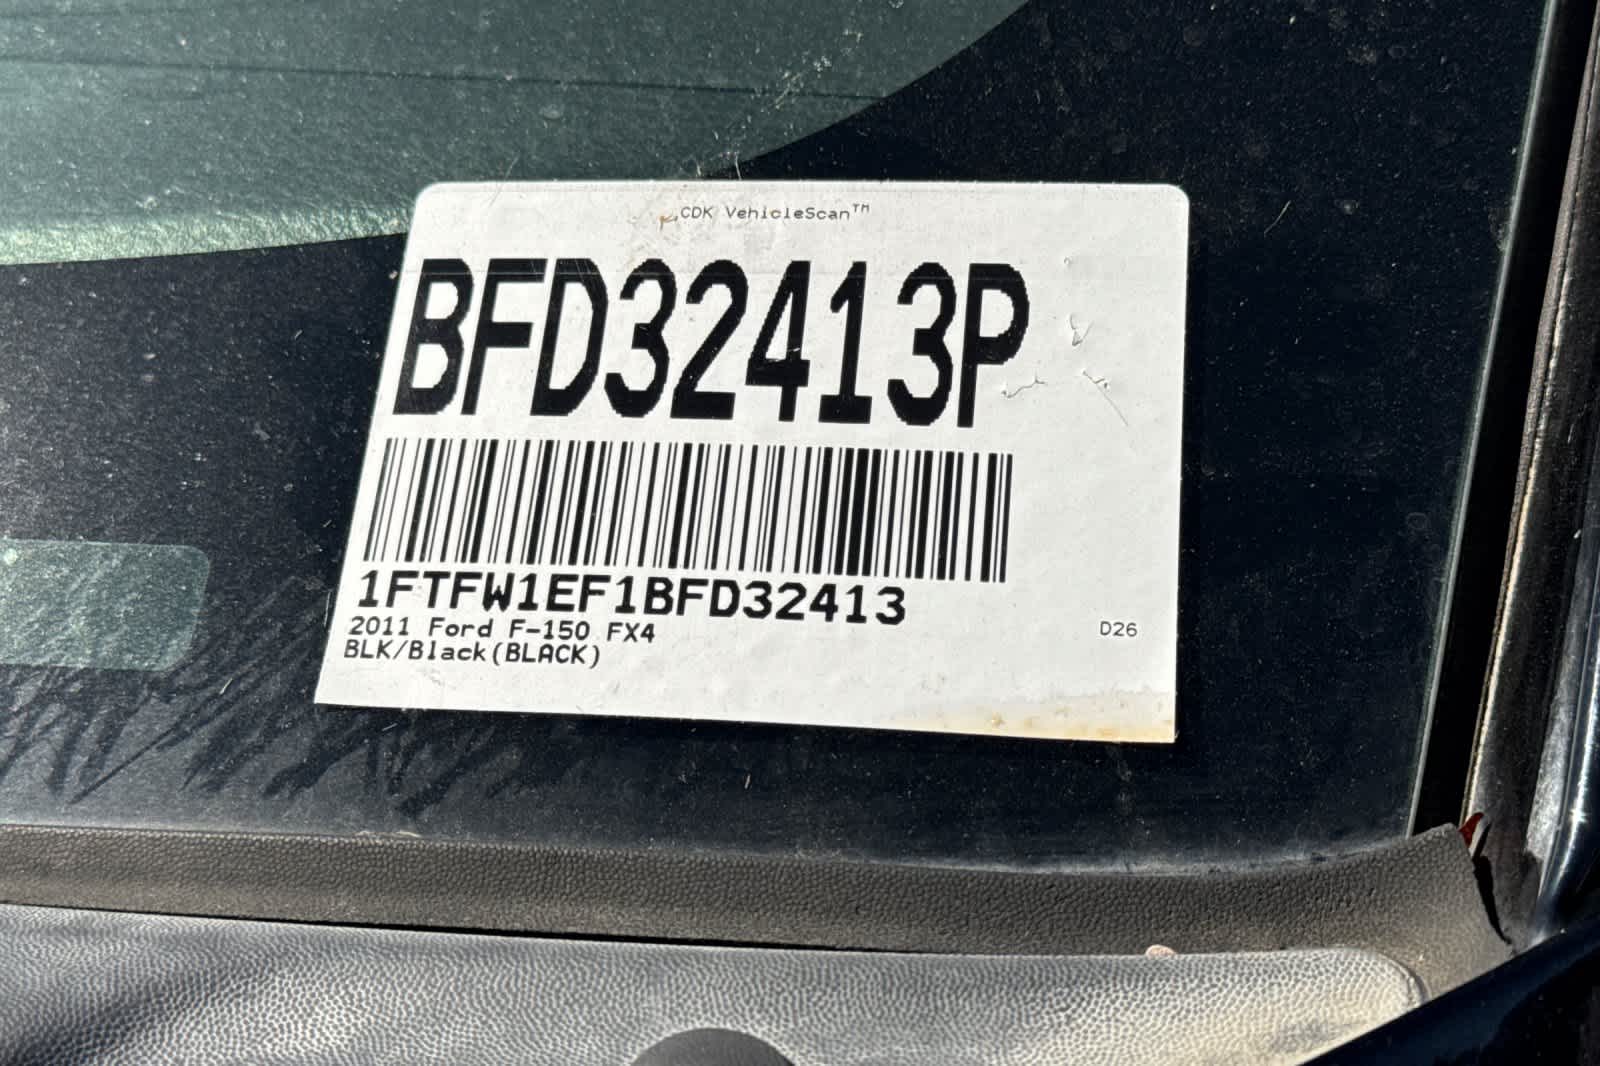 CDK VehicleScan™
BFD32413P
1FTFW1EF1BFD32413
2011 Ford F-150 FX4
D26
BLK/Black(BLACK)